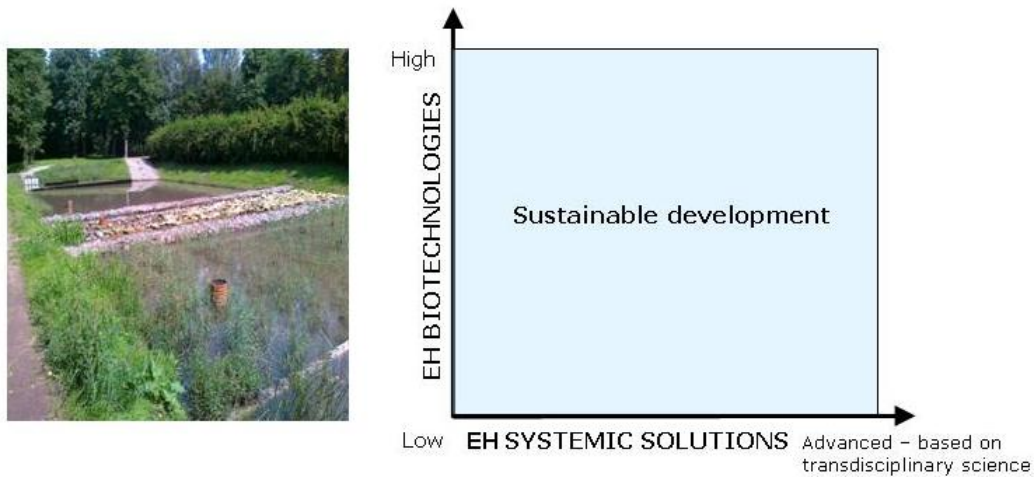 High
EH BIOTECHNOLOGIES
Sustainable development
Low
EH SYSTEMIC SOLUTIONS
Advanced – based on
transdisciplinary science